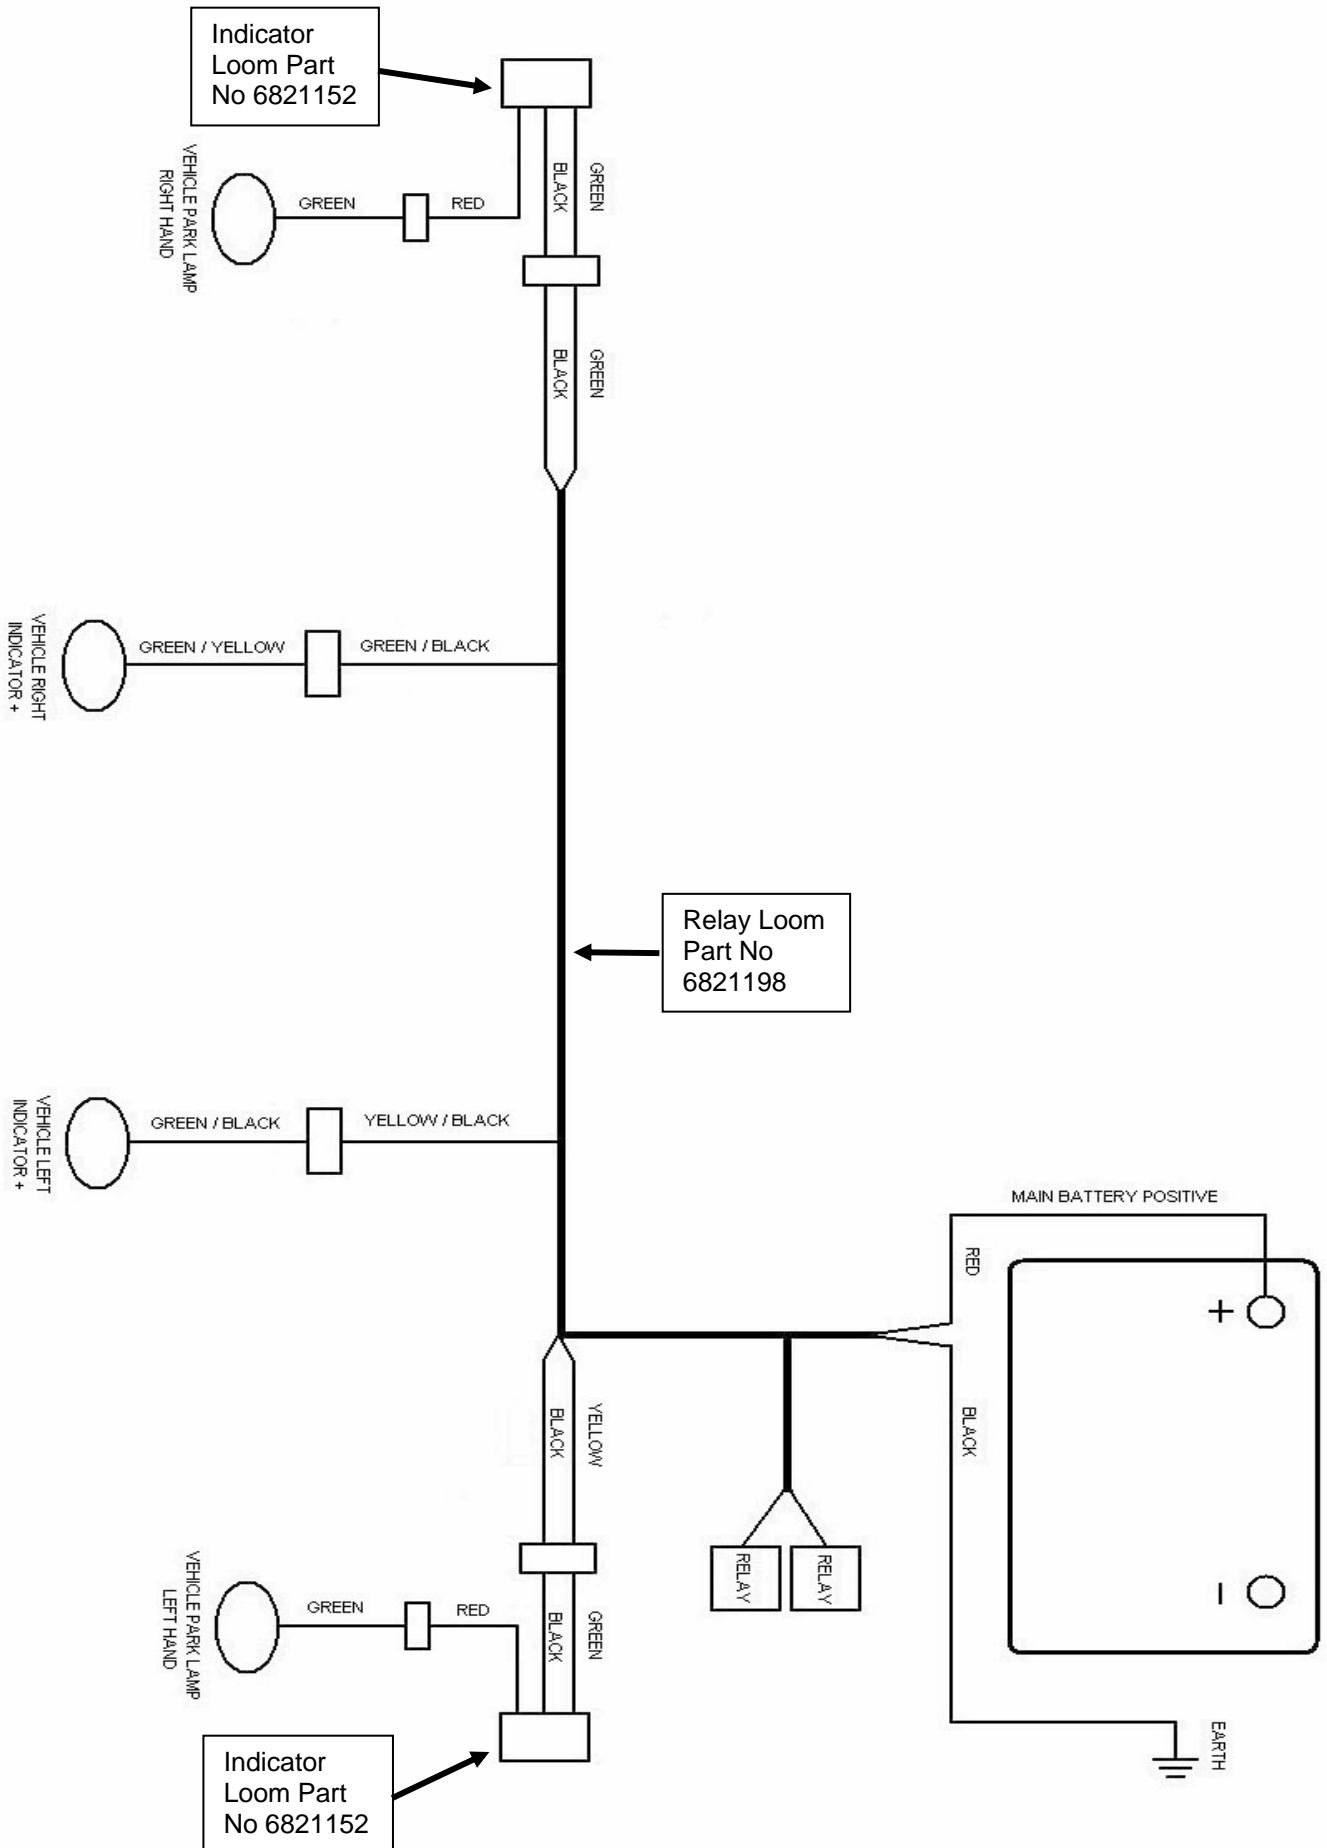 Indicator
Loom Part
No 6821152
VEHICLE PARK LAMP
RIGHT HAND
GREEN
RED
BLACK
GREEN
BLACK
GREEN
VEHICLE RIGHT
INDICATOR +
GREEN / YELLOW
GREEN / BLACK
Relay Loom
Part No
6821198
VEHICLE LEFT
INDICATOR +
GREEN / BLACK
YELLOW / BLACK
MAIN BATTERY POSITIVE
RED
+
BLACK
–
EARTH
BLACK
YELLOW
RELAY
RELAY
VEHICLE PARK LAMP
LEFT HAND
GREEN
RED
BLACK
GREEN
Indicator
Loom Part
No 6821152